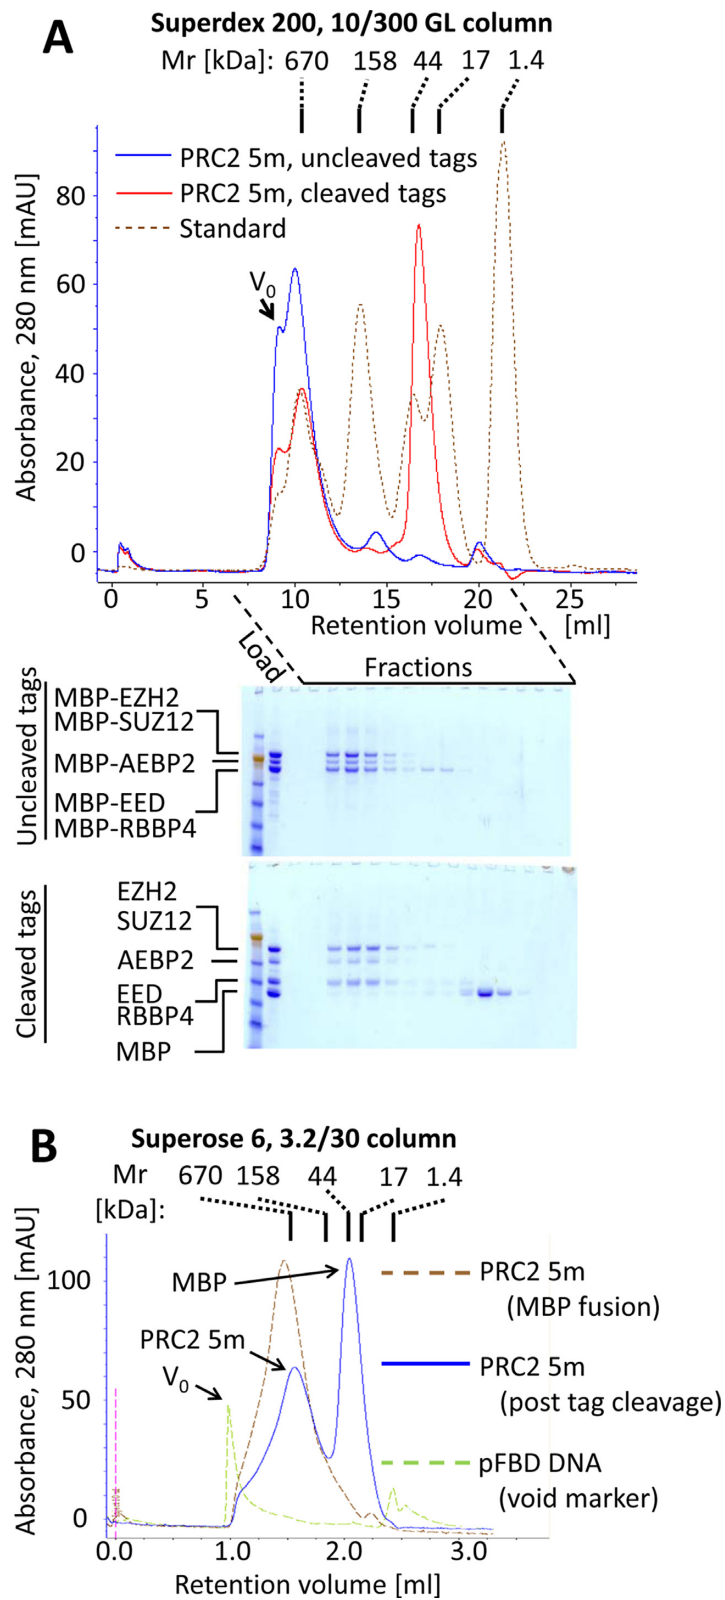 A
Superdex 200, 10/300 GL column
Mr [kDa]: 670 158 44 17 1.4
PRC2 5m, uncleaved tags
PRC2 5m, cleaved tags
Standard
V0
Absorbance, 280 nm [mAU]
80
60
40
20
0
0 5 10 15 20 25
Retention volume [ml]
Load
Fractions
Uncleaved tags
MBP-EZH2
MBP-SUZ12
MBP-AEBP2
MBP-EED
MBP-RBBP4
Cleaved tags
EZH2
SUZ12
AEBP2
EED
RBBP4
MBP
B
Superose 6, 3.2/30 column
Mr 670 158 44 17 1.4
[kDa]:
Absorbance, 280 nm [mAU]
100
50
0
MBP
PRC2 5m
V0
PRC2 5m
(MBP fusion)
PRC2 5m
(post tag cleavage)
pFBD DNA
(void marker)
0.0 1.0 2.0 3.0
Retention volume [ml]